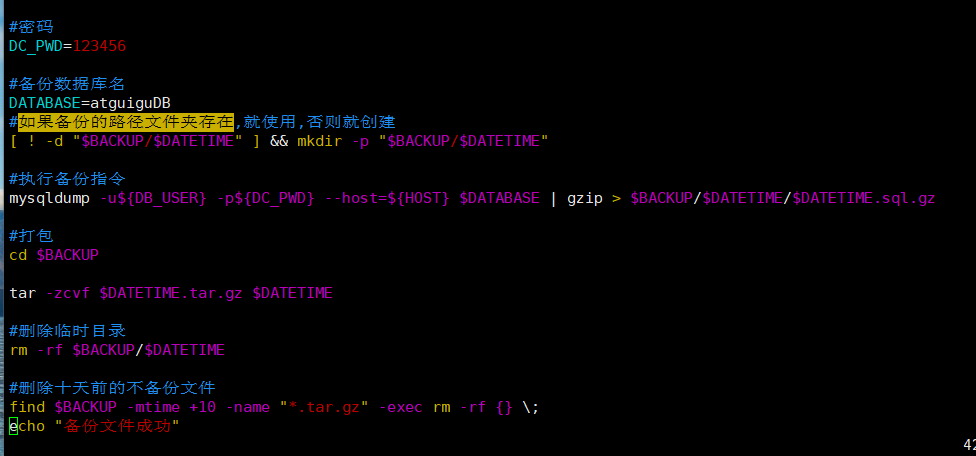 #密码
DC_PWD=123456
#备份数据库名
DATABASE=atguiguDB
#如果备份的路径文件夹存在,就使用,否则就创建
[ ! -d "$BACKUP/$DATETIME" ] && mkdir -p "$BACKUP/$DATETIME"
#执行备份指令
mysqldump -u${DB_USER} -p${DC_PWD} --host=${HOST} $DATABASE | gzip > $BACKUP/$DATETIME/$DATETIME.sql.gz
#打包
cd $BACKUP
tar -zcvf $DATETIME.tar.gz $DATETIME
#删除临时目录
rm -rf $BACKUP/$DATETIME
#删除十天前的不备份文件
find $BACKUP -mtime +10 -name "*.tar.gz" -exec rm -rf {} \;
echo "备份文件成功"